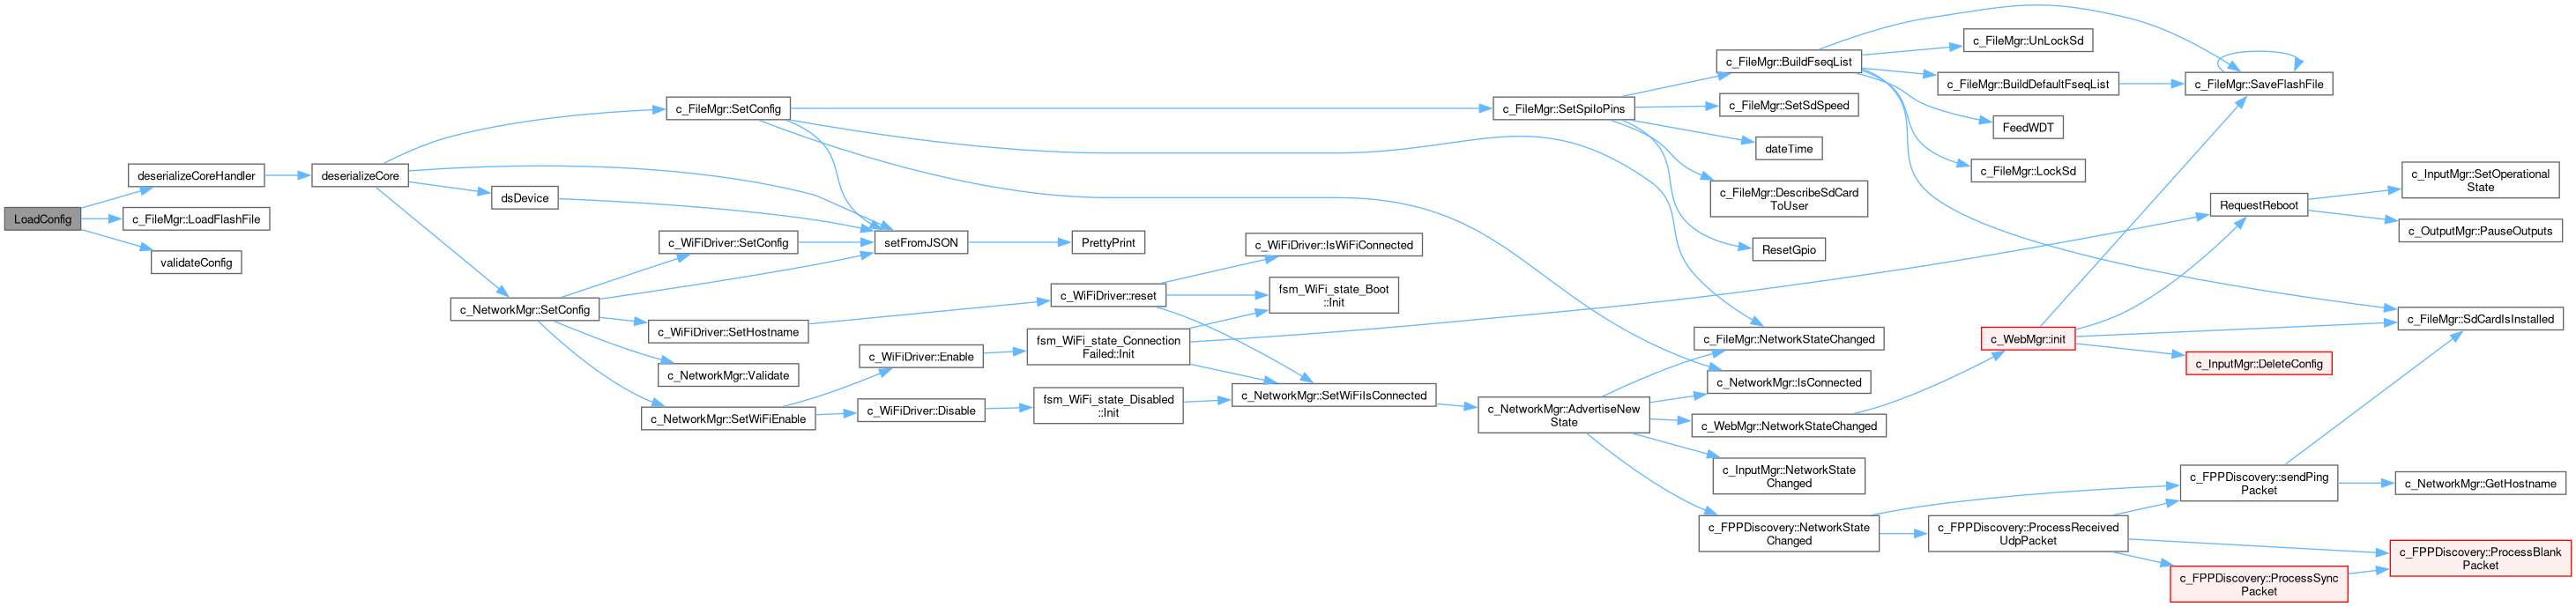 LoadConfig
deserializeCoreHandler
c_FileMgr::LoadFlashFile
validateConfig
deserializeCore
c_FileMgr::SetConfig
dsDevice
c_WiFiDriver::SetConfig
c_NetworkMgr::SetConfig
c_WiFiDriver::SetHostname
c_NetworkMgr::Validate
c_NetworkMgr::SetWiFiEnable
setFromJSON
PrettyPrint
c_WiFiDriver::Enable
c_WiFiDriver::Disable
c_WiFiDriver::reset
fsm_WiFi_state_Connection
Failed::Init
fsm_WiFi_state_Disabled
::Init
c_WiFiDriver::IsWiFiConnected
fsm_WiFi_state_Boot
::Init
c_NetworkMgr::SetWiFiIsConnected
c_FileMgr::SetSpiIoPins
c_NetworkMgr::AdvertiseNew
State
c_FileMgr::BuildFseqList
c_FileMgr::SetSdSpeed
dateTime
c_FileMgr::DescribeSdCard
ToUser
ResetGpio
c_FileMgr::NetworkStateChanged
c_NetworkMgr::IsConnected
c_WebMgr::NetworkStateChanged
c_InputMgr::NetworkState
Changed
c_FPPDiscovery::NetworkState
Changed
c_FileMgr::UnLockSd
c_FileMgr::BuildDefaultFseqList
FeedWDT
c_FileMgr::LockSd
c_WebMgr::init
c_FPPDiscovery::ProcessReceived
UdpPacket
c_FileMgr::SaveFlashFile
RequestReboot
c_InputMgr::DeleteConfig
c_FPPDiscovery::sendPing
Packet
c_FPPDiscovery::ProcessSync
Packet
c_InputMgr::SetOperational
State
c_OutputMgr::PauseOutputs
c_FileMgr::SdCardIsInstalled
c_NetworkMgr::GetHostname
c_FPPDiscovery::ProcessBlank
Packet